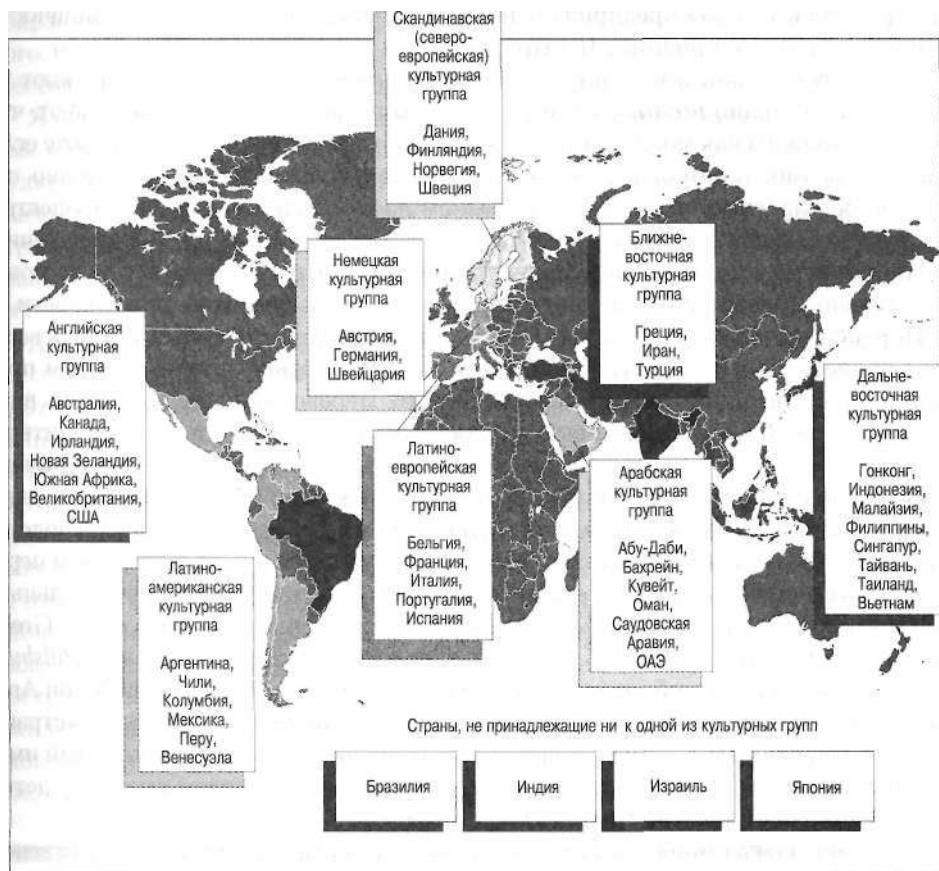 Скандинавская
(северо-
европейская)
культурная
группа
Дания,
Финляндия,
Норвегия,
Швеция
Немецкая
культурная
группа
Австрия,
Германия,
Швейцария
Ближне-
восточная
культурная
группа
Греция,
Иран,
Турция
Английская
культурная
группа
Австралия,
Канада,
Ирландия,
Новая Зеландия,
Южная Африка,
Великобритания,
США
Дальне-
восточная
культурная
группа
Гонконг,
Индонезия,
Малайзия,
Филиппины,
Сингапур,
Тайвань,
Таиланд,
Вьетнам
Латино-
европейская
культурная
группа
Бельгия,
Франция,
Италия,
Португалия,
Испания
Арабская
культурная
группа
Абу-Даби,
Бахрейн,
Кувейт,
Оман,
Саудовская
Аравия,
ОАЭ
Латино-
американская
культурная
группа
Аргентина,
Чили,
Колумбия,
Мексика,
Перу,
Венесуэла
Страны, не принадлежащие ни к одной из культурных групп
Бразилия
Индия
Израиль
Япония